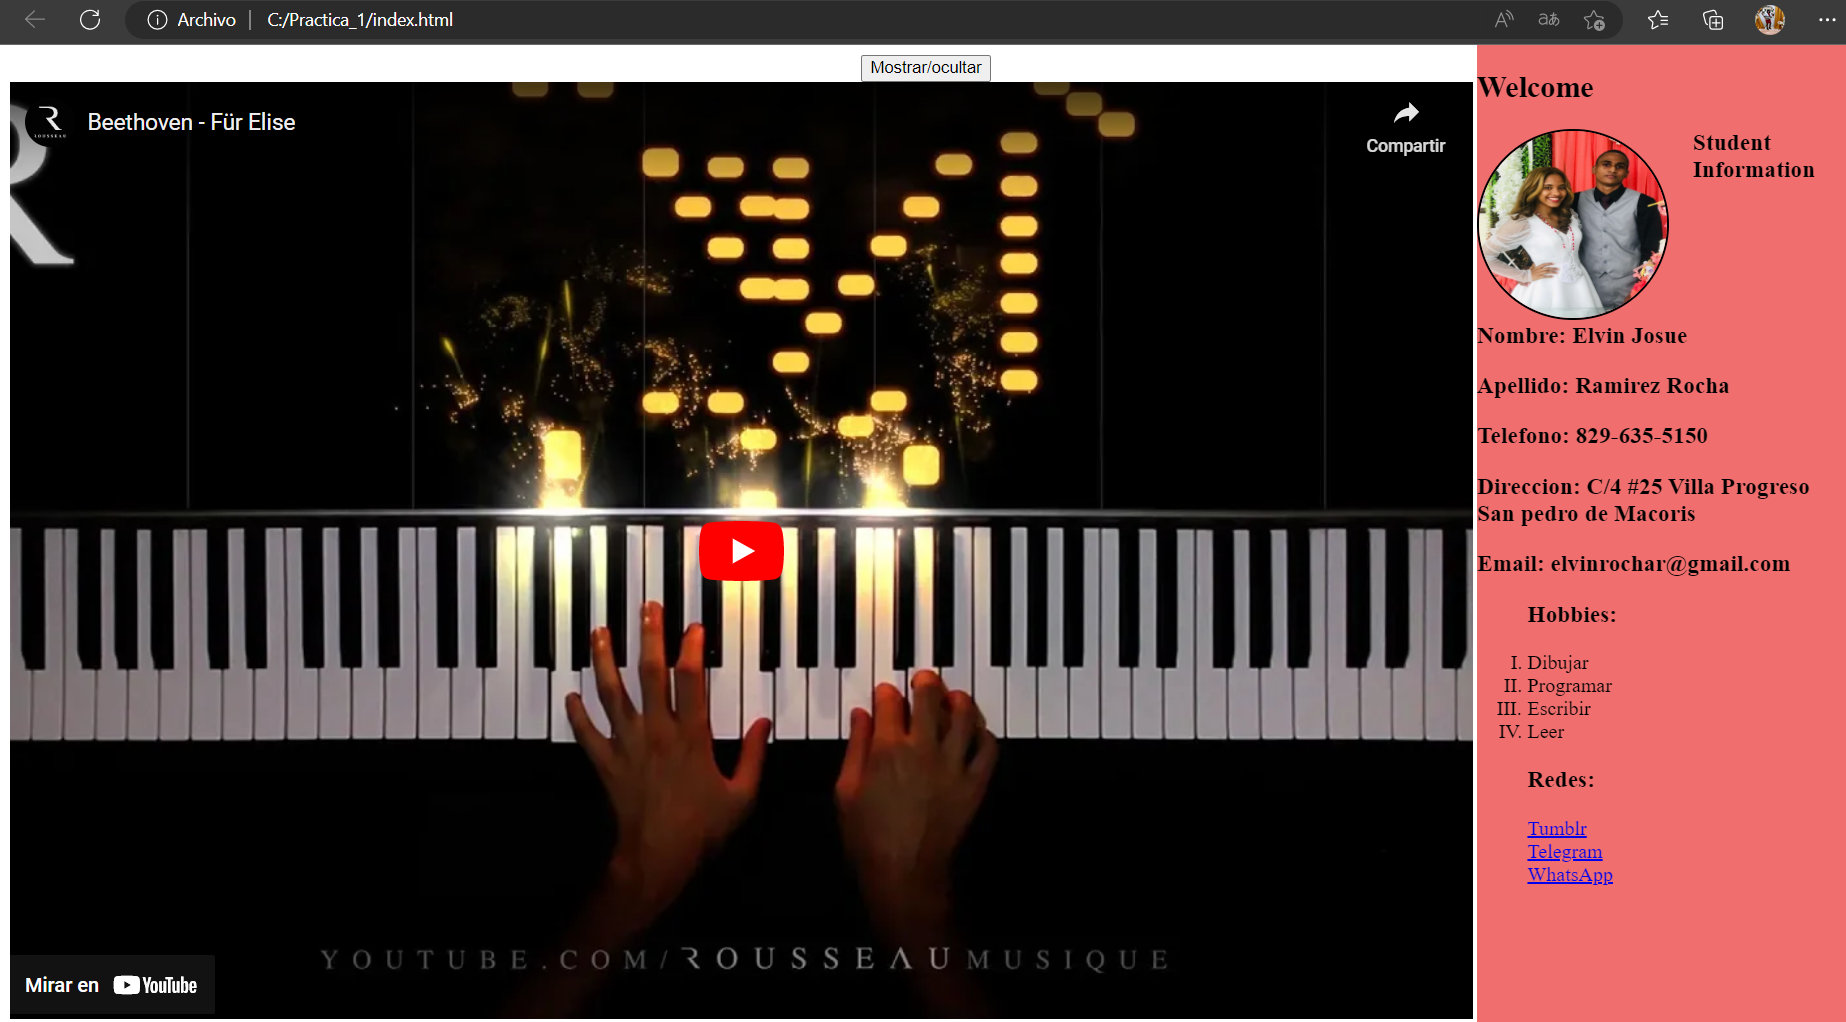 Archivo | C:/Practica_1/index.html
Mostrar/ocultar
R
ROUSSEAU
Beethoven - Für Elise
Compartir
YOUTUBE.COM/ROUSSEAUMUSIQUE
Mirar en YouTube
Welcome
Student
Information
Nombre: Elvin Josue
Apellido: Ramirez Rocha
Telefono: 829-635-5150
Direccion: C/4 #25 Villa Progreso
San pedro de Macoris
Email: elvinrochar@gmail.com
Hobbies:
I. Dibujar
II. Programar
III. Escribir
IV. Leer
Redes:
Tumblr
Telegram
WhatsApp